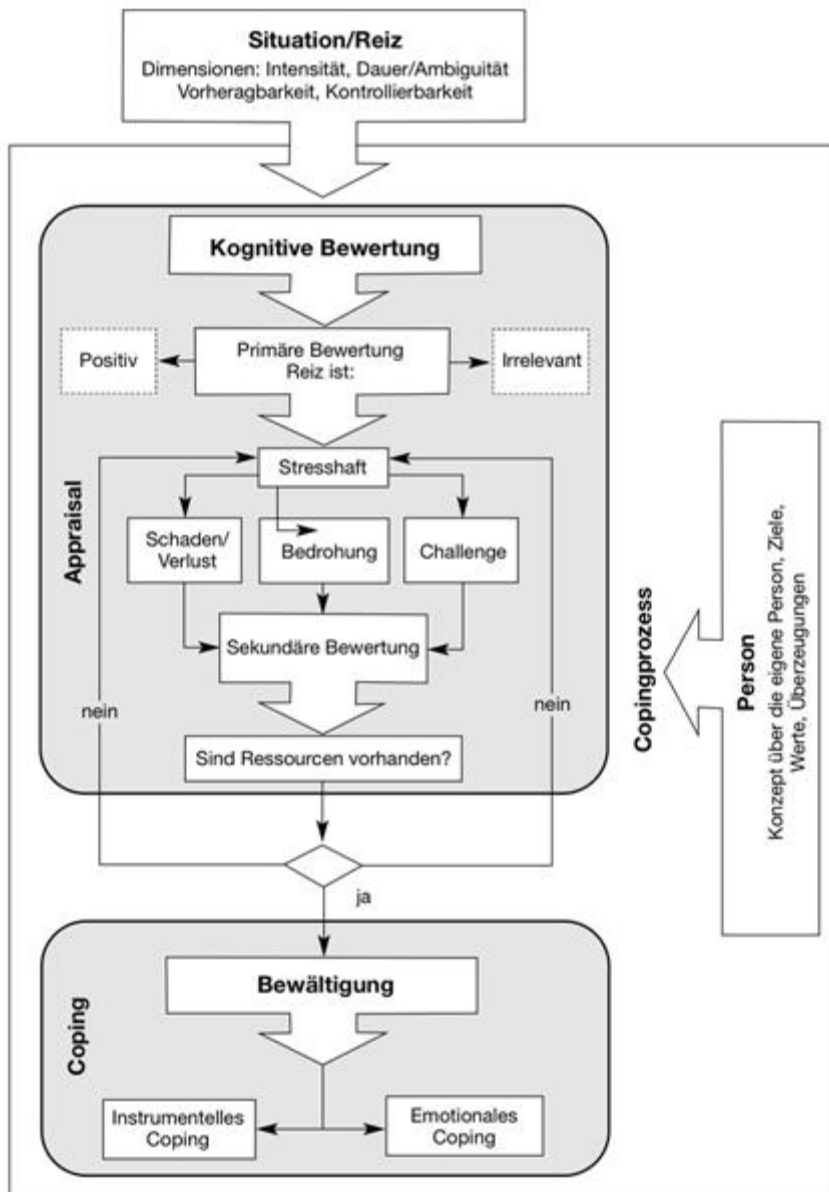 Situation/Reiz
Dimensionen: Intensität, Dauer/Ambiguität
Vorheragbarkeit, Kontrollierbarkeit
Kognitive Bewertung
Primäre Bewertung
Reiz ist:
Positiv
Irrelevant
Stresshaft
Schaden/
Verlust
Bedrohung
Challenge
Sekundäre Bewertung
Sind Ressourcen vorhanden?
nein
nein
ja
Appraisal
Bewältigung
Instrumentelles
Coping
Emotionales
Coping
Coping
Copingprozess
Person
Konzept über die eigene Person, Ziele,
Werte, Überzeugungen